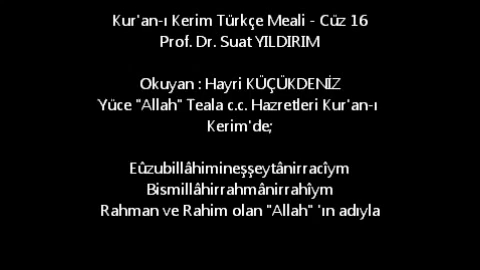 Kur'an-ı Kerim Türkçe Meali - Cüz 16
Prof. Dr. Suat YILDIRIM
Okuyan : Hayri KÜÇÜKDENİZ
Yüce "Allah" Teala c.c. Hazretleri Kur'an-ı
Kerim'de;
Eûzubillâhimineşşeytânirracîym
Bismillâhirrahmânirrahîym
Rahman ve Rahim olan "Allah" 'ın adıyla